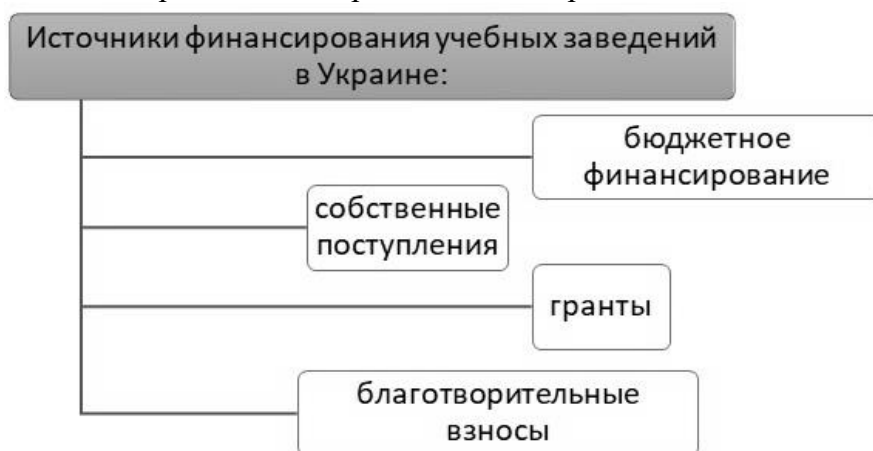 Источники финансирования учебных заведений
в Украине:
бюджетное
финансирование
собственные
поступления
гранты
благотворительные
взносы